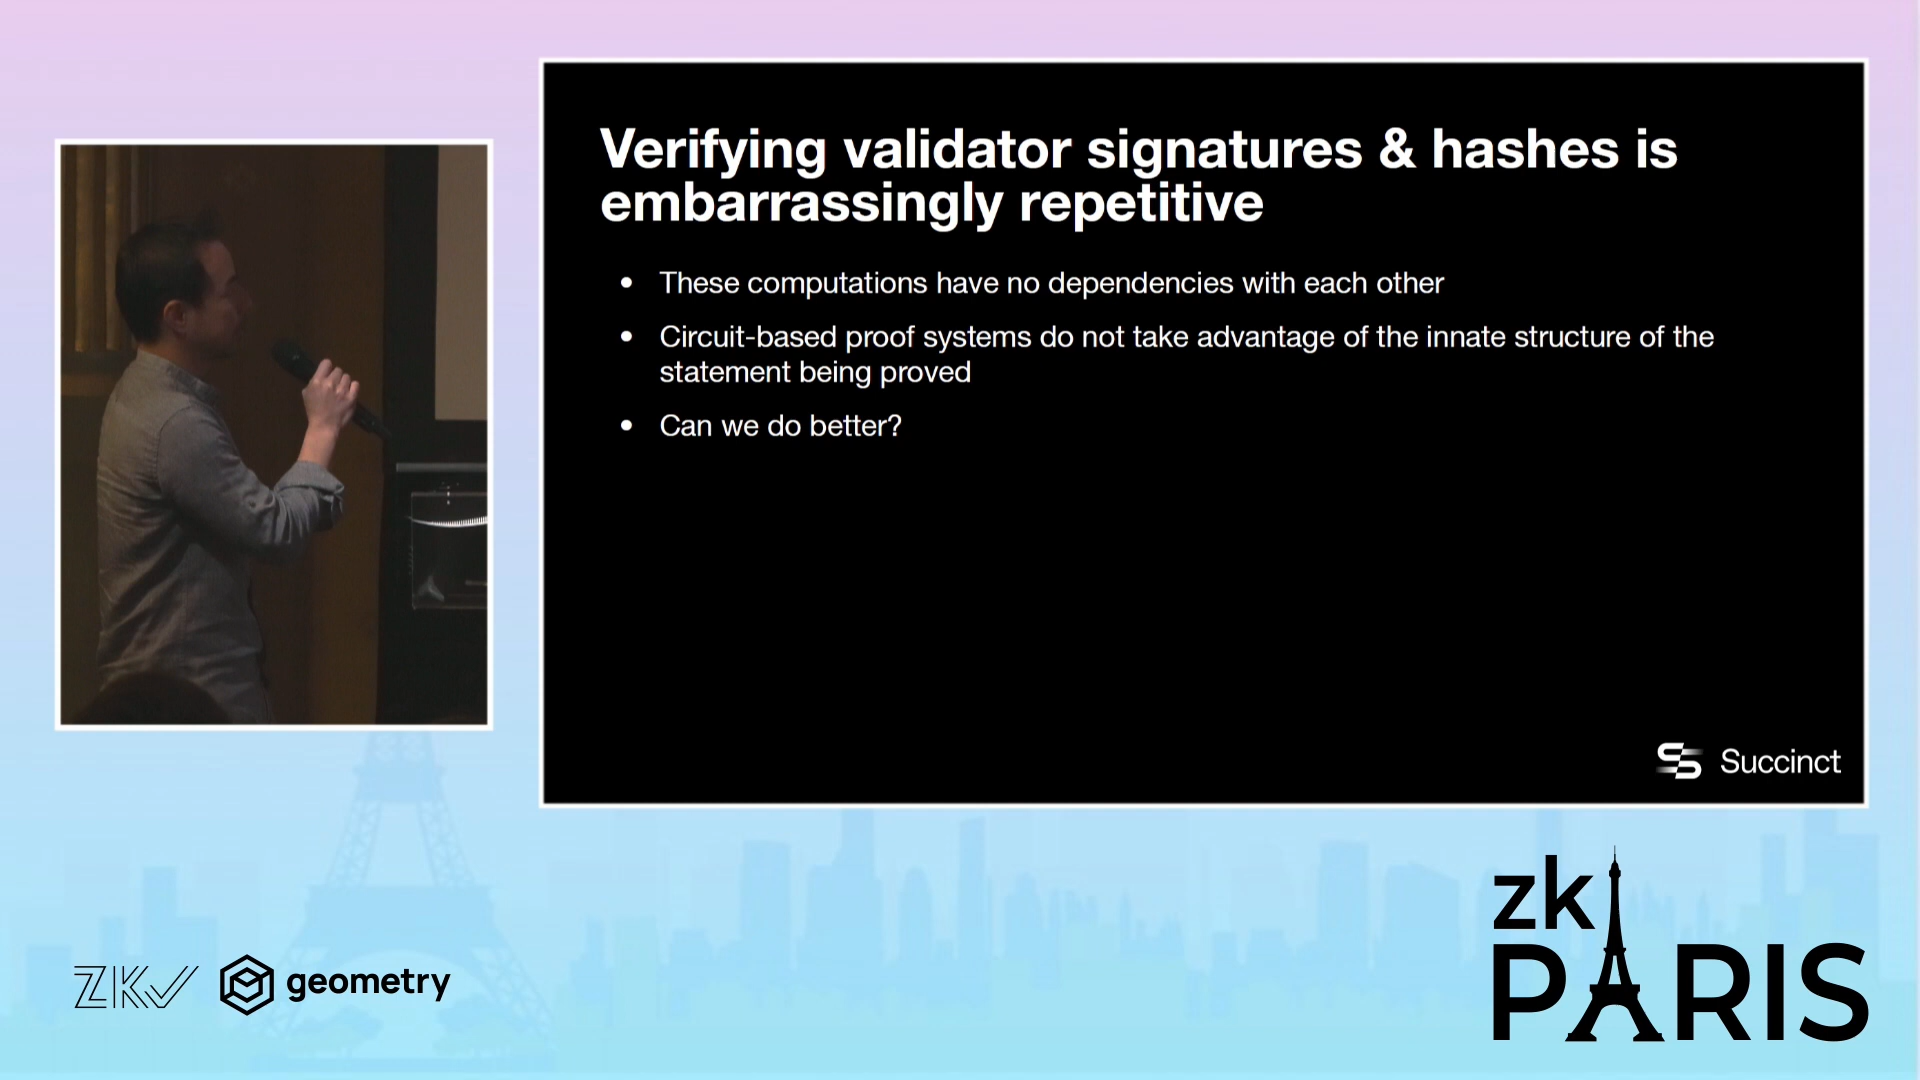 Verifying validator signatures & hashes is
embarrassingly repetitive
• These computations have no dependencies with each other
• Circuit-based proof systems do not take advantage of the innate structure of the
statement being proved
• Can we do better?
Succinct
ZKV
geometry
zk
PARIS